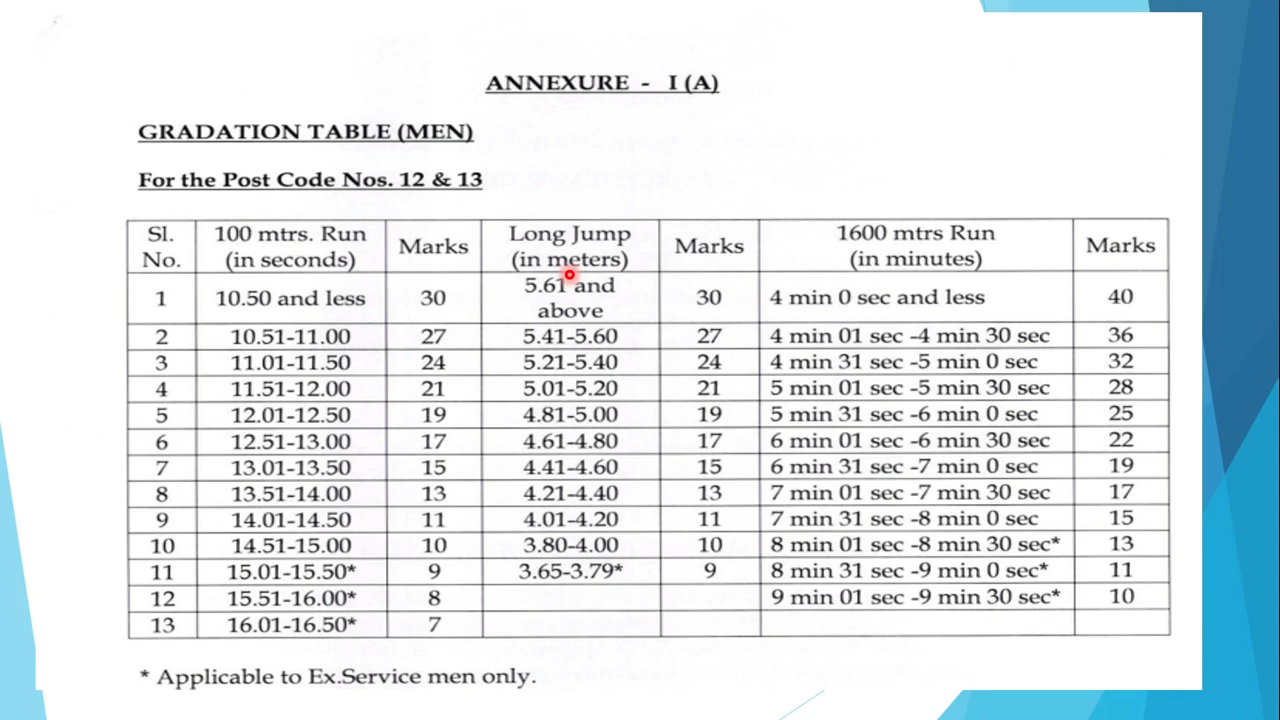 ANNEXURE - I (A)
GRADATION TABLE (MEN)
For the Post Code Nos. 12 & 13
Sl. No. 100 mtrs. Run (in seconds) Marks Long Jump (in meters) Marks 1600 mtrs Run (in minutes) Marks
1 10.50 and less 30 5.61 and above 30 4 min 0 sec and less 40
2 10.51-11.00 27 5.41-5.60 27 4 min 01 sec -4 min 30 sec 36
3 11.01-11.50 24 5.21-5.40 24 4 min 31 sec -5 min 0 sec 32
4 11.51-12.00 21 5.01-5.20 21 5 min 01 sec -5 min 30 sec 28
5 12.01-12.50 19 4.81-5.00 19 5 min 31 sec -6 min 0 sec 25
6 12.51-13.00 17 4.61-4.80 17 6 min 01 sec -6 min 30 sec 22
7 13.01-13.50 15 4.41-4.60 15 6 min 31 sec -7 min 0 sec 19
8 13.51-14.00 13 4.21-4.40 13 7 min 01 sec -7 min 30 sec 17
9 14.01-14.50 11 4.01-4.20 11 7 min 31 sec -8 min 0 sec 15
10 14.51-15.00 10 3.80-4.00 10 8 min 01 sec -8 min 30 sec* 13
11 15.01-15.50* 9 3.65-3.79* 9 8 min 31 sec -9 min 0 sec* 11
12 15.51-16.00* 8 9 min 01 sec -9 min 30 sec* 10
13 16.01-16.50* 7
* Applicable to Ex.Service men only.